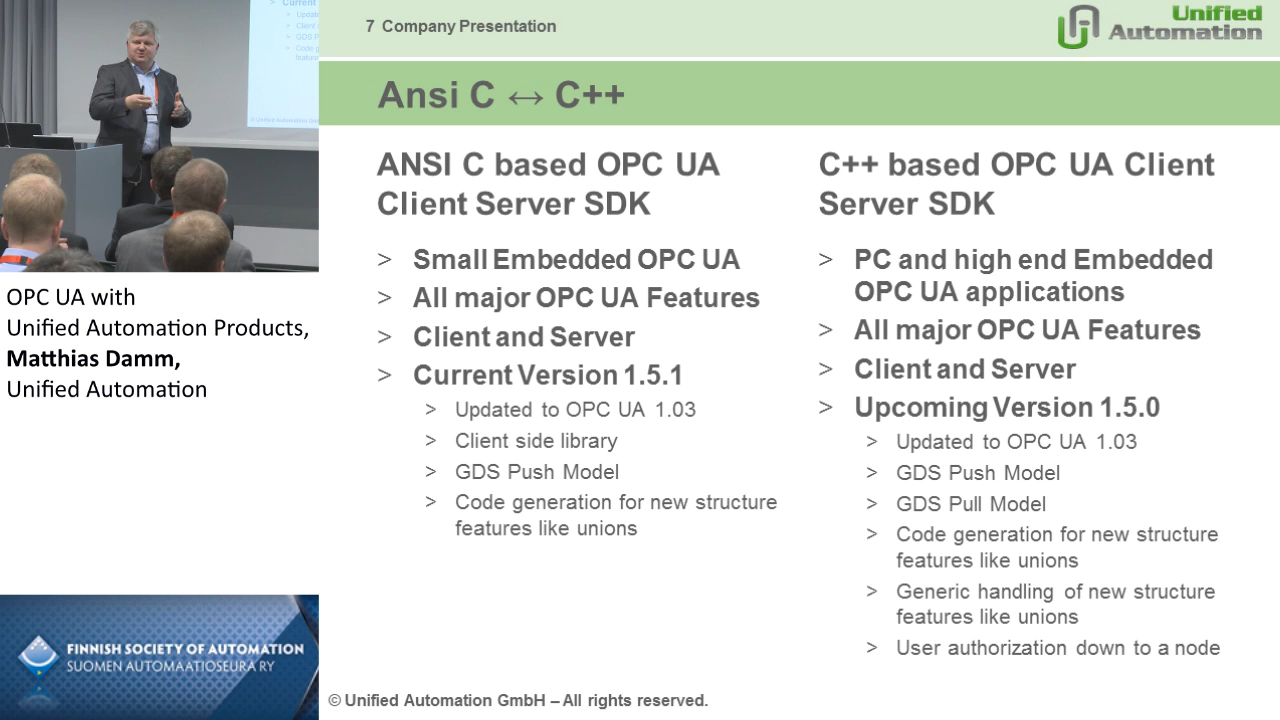 7 Company Presentation
Unified
Automation
Ansi C ↔ C++
ANSI C based OPC UA
Client Server SDK
> Small Embedded OPC UA
> All major OPC UA Features
> Client and Server
> Current Version 1.5.1
> Updated to OPC UA 1.03
> Client side library
> GDS Push Model
> Code generation for new structure
features like unions
C++ based OPC UA Client
Server SDK
> PC and high end Embedded
OPC UA applications
> All major OPC UA Features
> Client and Server
> Upcoming Version 1.5.0
> Updated to OPC UA 1.03
> GDS Push Model
> GDS Pull Model
> Code generation for new structure
features like unions
> Generic handling of new structure
features like unions
> User authorization down to a node
© Unified Automation GmbH – All rights reserved.
OPC UA with
Unified Automation Products,
Matthias Damm,
Unified Automation
FINNISH SOCIETY OF AUTOMATION
SUOMEN AUTOMAATIOSEURA RY